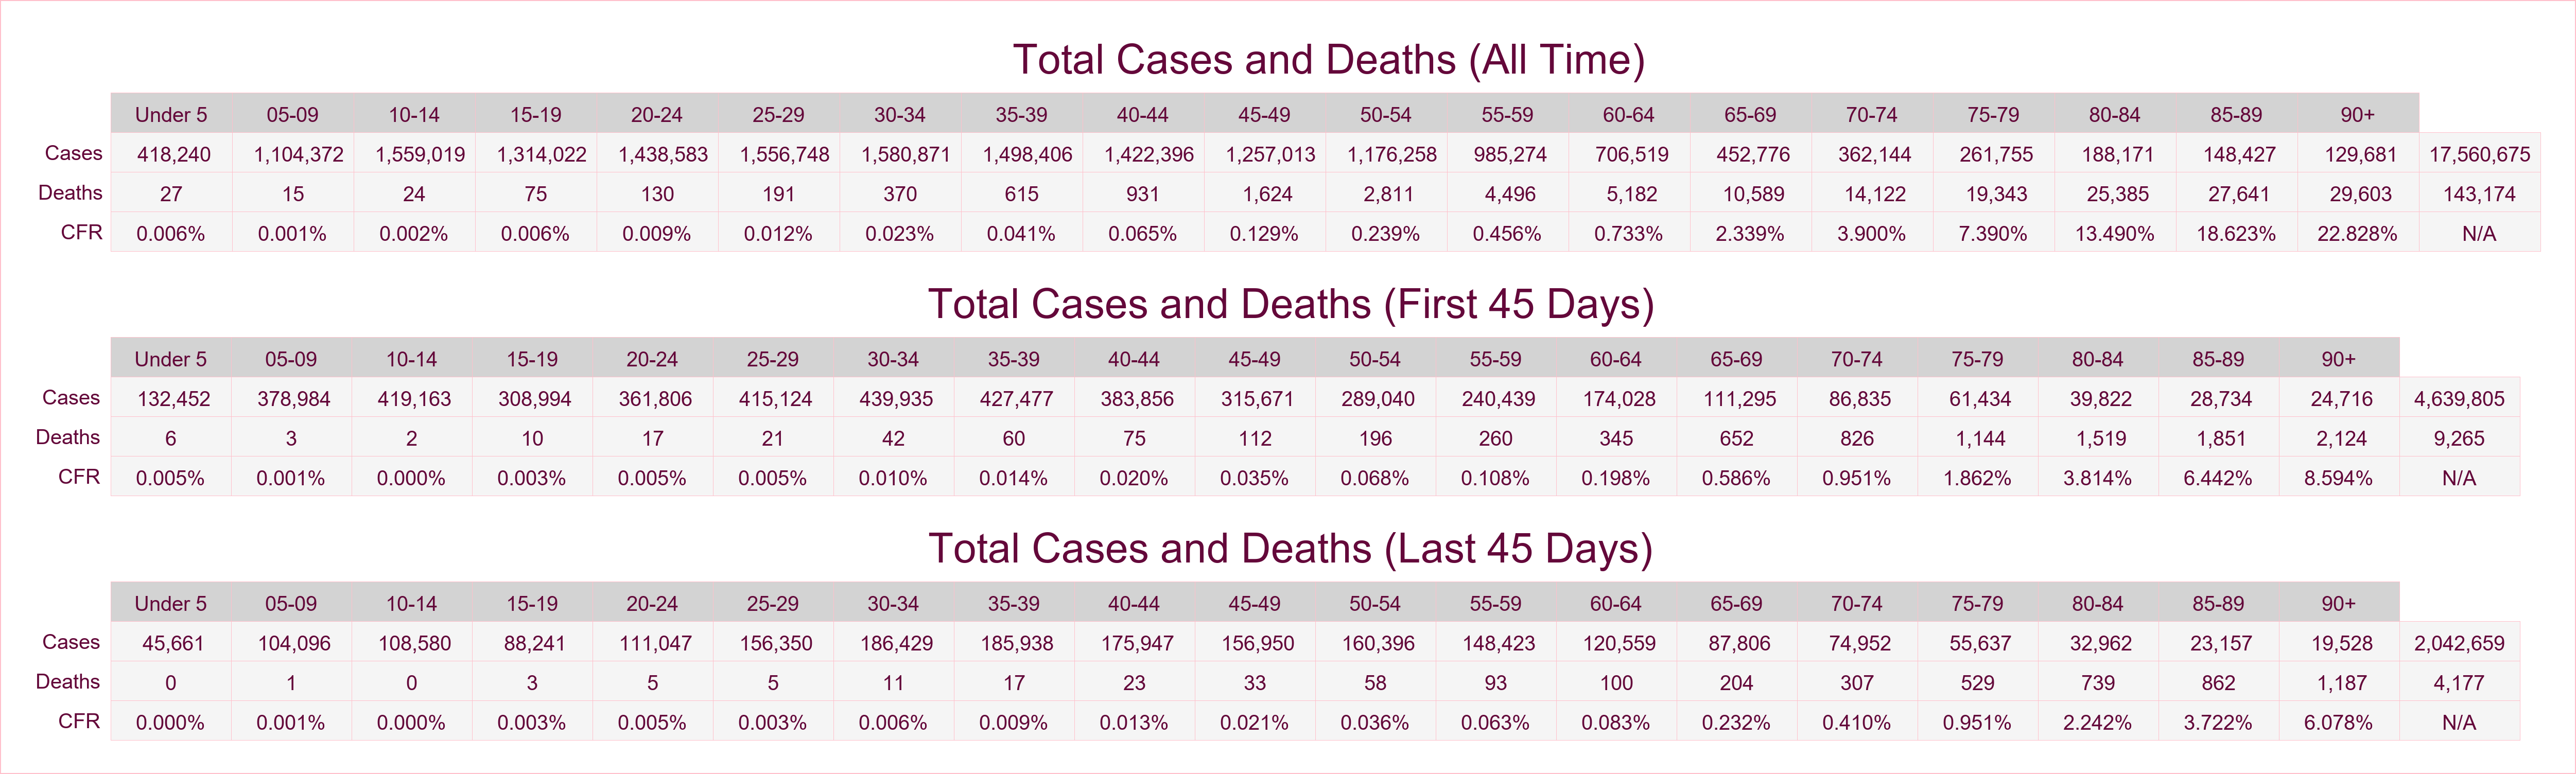 Total Cases and Deaths (All Time)
Under 5 05-09 10-14 15-19 20-24 25-29 30-34 35-39 40-44 45-49 50-54 55-59 60-64 65-69 70-74 75-79 80-84 85-89 90+
Cases 418,240 1,104,372 1,559,019 1,314,022 1,438,583 1,556,748 1,580,871 1,498,406 1,422,396 1,257,013 1,176,258 985,274 706,519 452,776 362,144 261,755 188,171 148,427 129,681 17,560,675
Deaths 27 15 24 75 130 191 370 615 931 1,624 2,811 4,496 5,182 10,589 14,122 19,343 25,385 27,641 29,603 143,174
CFR 0.006% 0.001% 0.002% 0.006% 0.009% 0.012% 0.023% 0.041% 0.065% 0.129% 0.239% 0.456% 0.733% 2.339% 3.900% 7.390% 13.490% 18.623% 22.828% N/A
Total Cases and Deaths (First 45 Days)
Under 5 05-09 10-14 15-19 20-24 25-29 30-34 35-39 40-44 45-49 50-54 55-59 60-64 65-69 70-74 75-79 80-84 85-89 90+
Cases 132,452 378,984 419,163 308,994 361,806 415,124 439,935 427,477 383,856 315,671 289,040 240,439 174,028 111,295 86,835 61,434 39,822 28,734 24,716 4,639,805
Deaths 6 3 2 10 17 21 42 60 75 112 196 260 345 652 826 1,144 1,519 1,851 2,124 9,265
CFR 0.005% 0.001% 0.000% 0.003% 0.005% 0.005% 0.010% 0.014% 0.020% 0.035% 0.068% 0.108% 0.198% 0.586% 0.951% 1.862% 3.814% 6.442% 8.594% N/A
Total Cases and Deaths (Last 45 Days)
Under 5 05-09 10-14 15-19 20-24 25-29 30-34 35-39 40-44 45-49 50-54 55-59 60-64 65-69 70-74 75-79 80-84 85-89 90+
Cases 45,661 104,096 108,580 88,241 111,047 156,350 186,429 185,938 175,947 156,950 160,396 148,423 120,559 87,806 74,952 55,637 32,962 23,157 19,528 2,042,659
Deaths 0 1 0 3 5 5 11 17 23 33 58 93 100 204 307 529 739 862 1,187 4,177
CFR 0.000% 0.001% 0.000% 0.003% 0.005% 0.003% 0.006% 0.009% 0.013% 0.021% 0.036% 0.063% 0.083% 0.232% 0.410% 0.951% 2.242% 3.722% 6.078% N/A